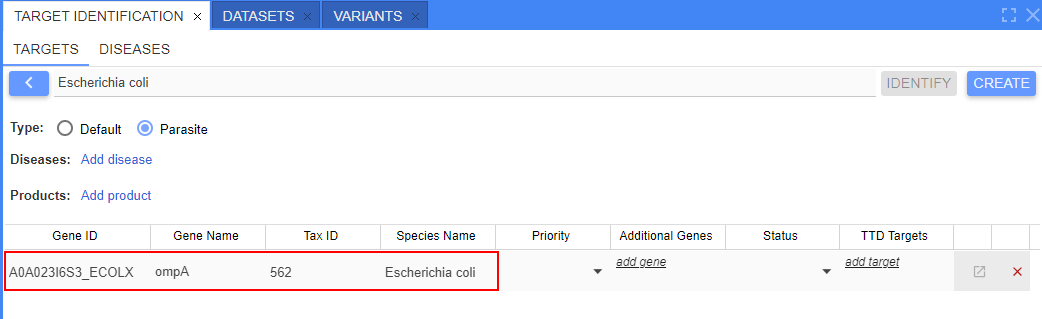 TARGET IDENTIFICATION × DATASETS × VARIANTS ×
TARGETS DISEASES
Escherichia coli IDENTIFY CREATE
Type: Default Parasite
Diseases: Add disease
Products: Add product
Gene ID Gene Name Tax ID Species Name Priority Additional Genes Status TTD Targets
A0A023I6S3_ECOLX ompA 562 Escherichia coli add gene add target